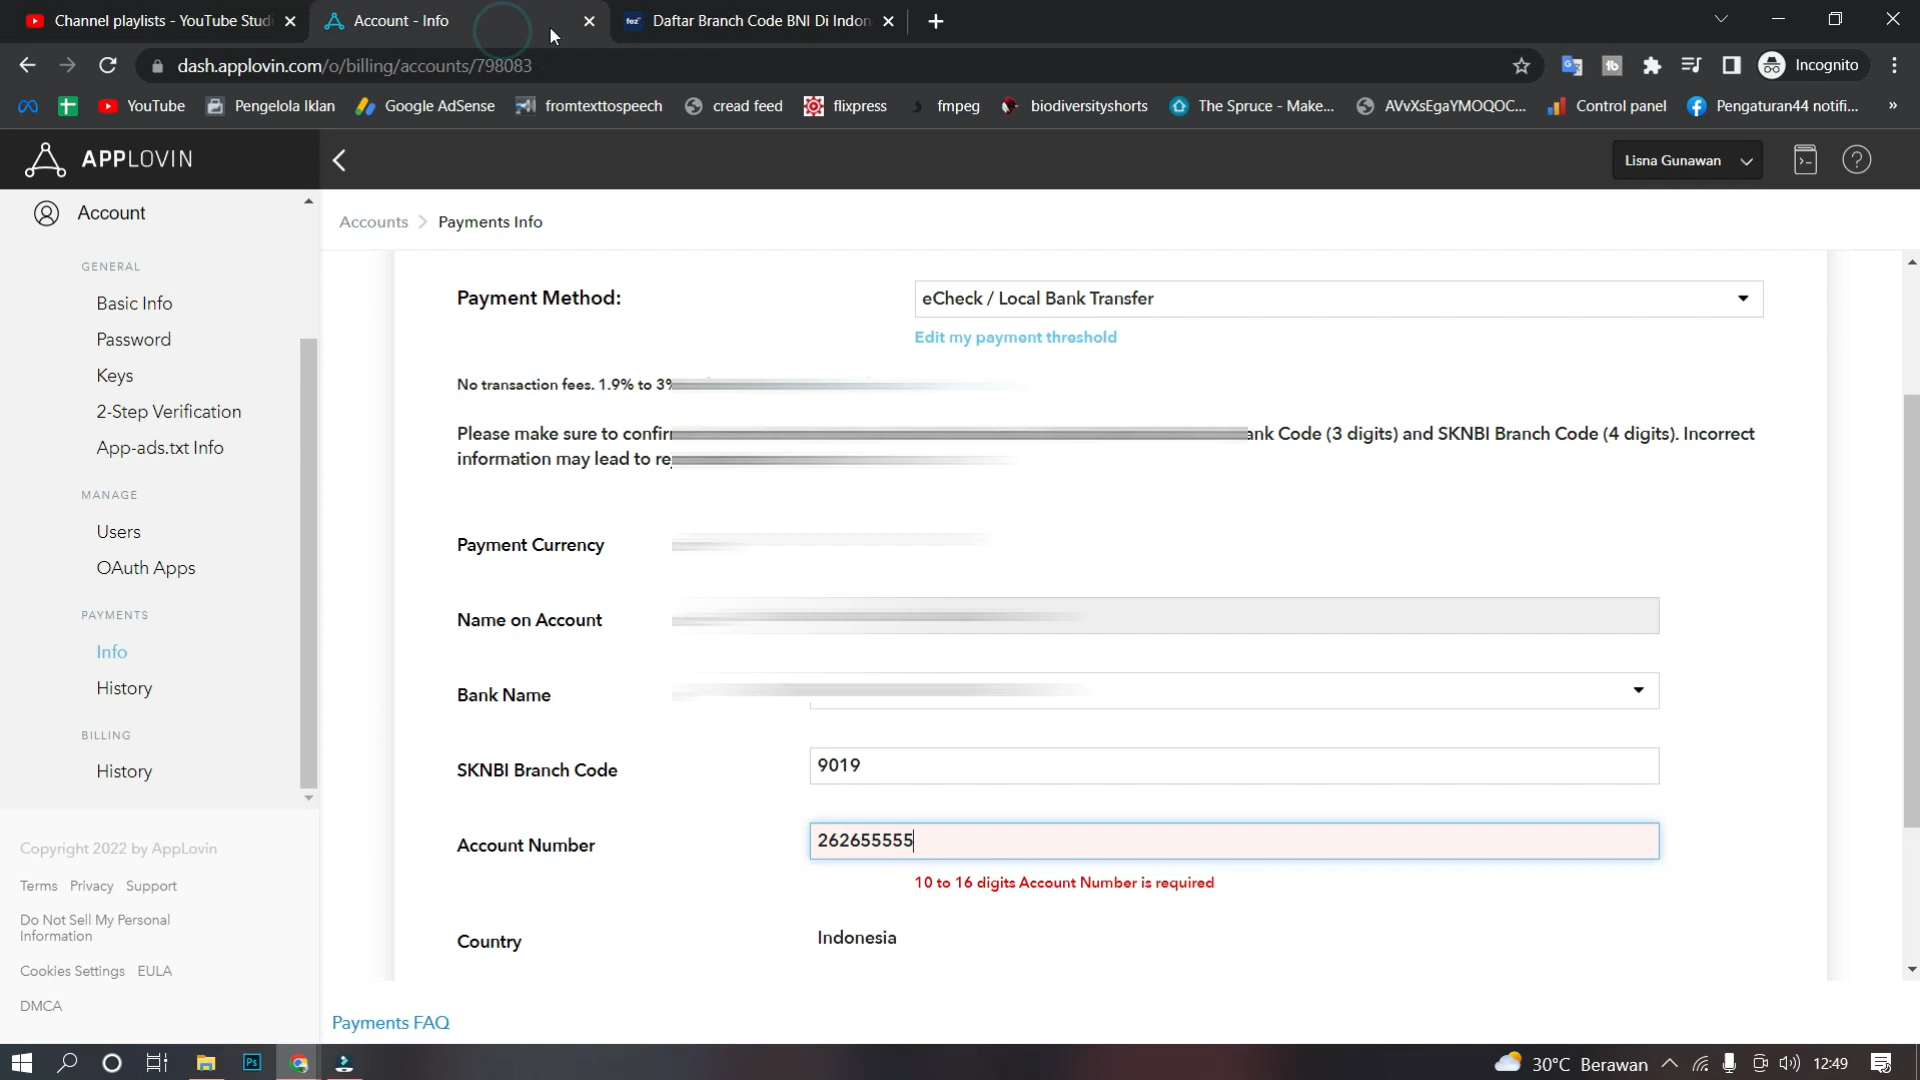 Channel playlists - YouTube Studi
Account - Info
fez
Daftar Branch Code BNI Di Indon
dash.applovin.com/o/billing/accounts/798083
Incognito
YouTube
Pengelola Iklan
Google AdSense
fromtexttospeech
cread feed
flixpress
fmpeg
biodiversityshorts
The Spruce - Make...
AVvXsEgaYMOQOC...
Control panel
Pengaturan44 notifi...
»
APPLOVIN
Lisna Gunawan
Account
Accounts > Payments Info
GENERAL
Basic Info
Password
Keys
2-Step Verification
App-ads.txt Info
MANAGE
Users
OAuth Apps
PAYMENTS
Info
History
BILLING
History
Copyright 2022 by AppLovin
Terms Privacy Support
Do Not Sell My Personal
Information
Cookies Settings EULA
DMCA
Payment Method:
eCheck / Local Bank Transfer
Edit my payment threshold
No transaction fees. 1.9% to 3%
Please make sure to confir ank Code (3 digits) and SKNBI Branch Code (4 digits). Incorrect
information may lead to re
Payment Currency
Name on Account
Bank Name
SKNBI Branch Code
9019
Account Number
262655555
10 to 16 digits Account Number is required
Country
Indonesia
Payments FAQ
Ps
30°C Berawan
12:49